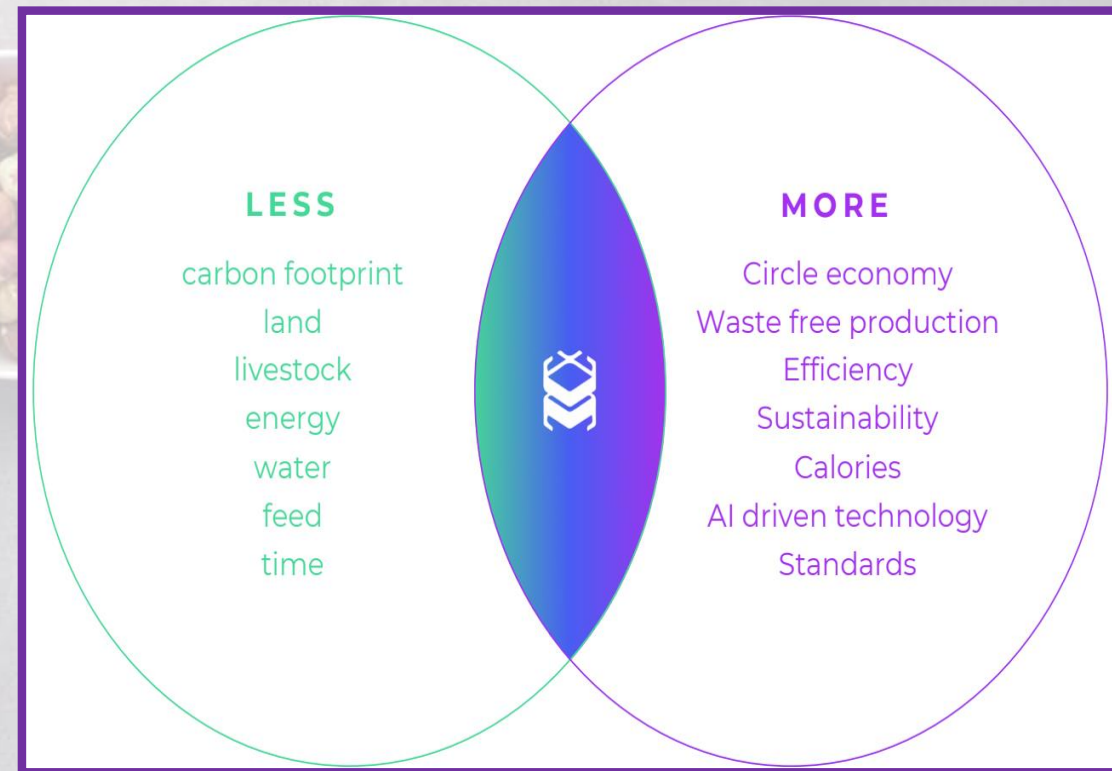 LESS
carbon footprint
land
livestock
energy
water
feed
time
MORE
Circle economy
Waste free production
Efficiency
Sustainability
Calories
AI driven technology
Standards